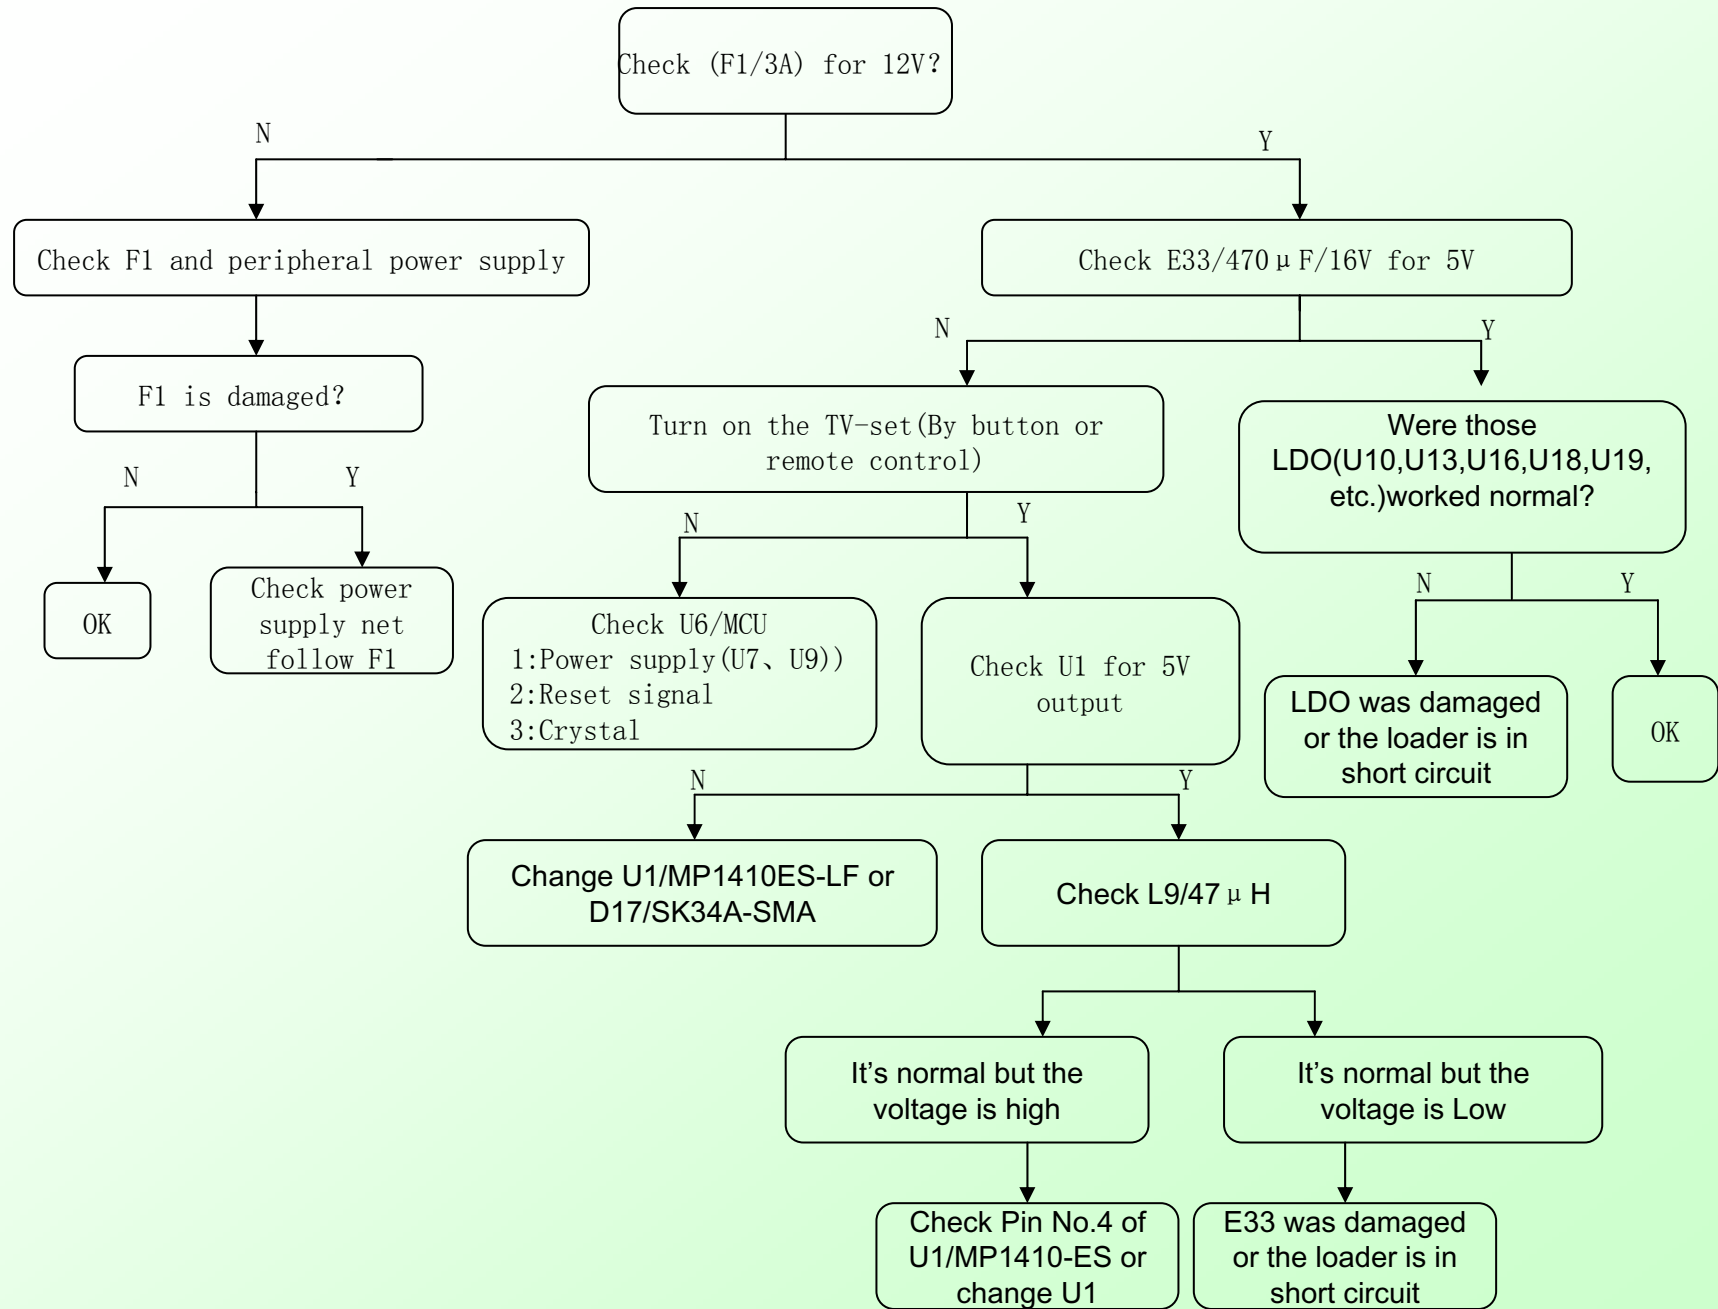 Check (F1/3A) for 12V?
N
Y
Check F1 and peripheral power supply
Check E33/470μF/16V for 5V
N
Y
F1 is damaged?
Turn on the TV-set(By button or
remote control)
Were those
LDO(U10,U13,U16,U18,U19,
etc.)worked normal?
N
Y
N
Y
N
Y
OK
Check power
supply net
follow F1
Check U6/MCU
1:Power supply(U7、U9))
2:Reset signal
3:Crystal
Check U1 for 5V
output
LDO was damaged
or the loader is in
short circuit
OK
N
Y
Change U1/MP1410ES-LF or
D17/SK34A-SMA
Check L9/47μH
It’s normal but the
voltage is high
It’s normal but the
voltage is Low
Check Pin No.4 of
U1/MP1410-ES or
change U1
E33 was damaged
or the loader is in
short circuit